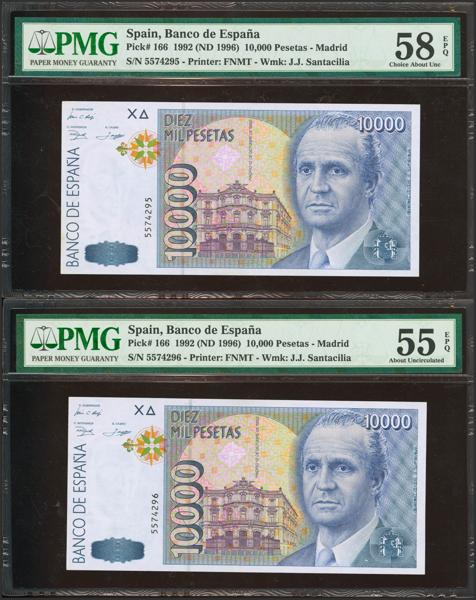 PMG
PAPER MONEY GUARANTY
Spain, Banco de España
Pick# 166 1992 (ND 1996) 10,000 Pesetas - Madrid
S/N 5574295 - Printer: FNMT - Wmk: J.J. Santacilia
58 EPQ
Choice About Unc
BANCO DE ESPAÑA
DIEZ
MIL PESETAS
10000
5574295
10000
PMG
PAPER MONEY GUARANTY
Spain, Banco de España
Pick# 166 1992 (ND 1996) 10,000 Pesetas - Madrid
S/N 5574296 - Printer: FNMT - Wmk: J.J. Santacilia
55 EPQ
About Uncirculated
BANCO DE ESPAÑA
DIEZ
MIL PESETAS
10000
5574296
10000